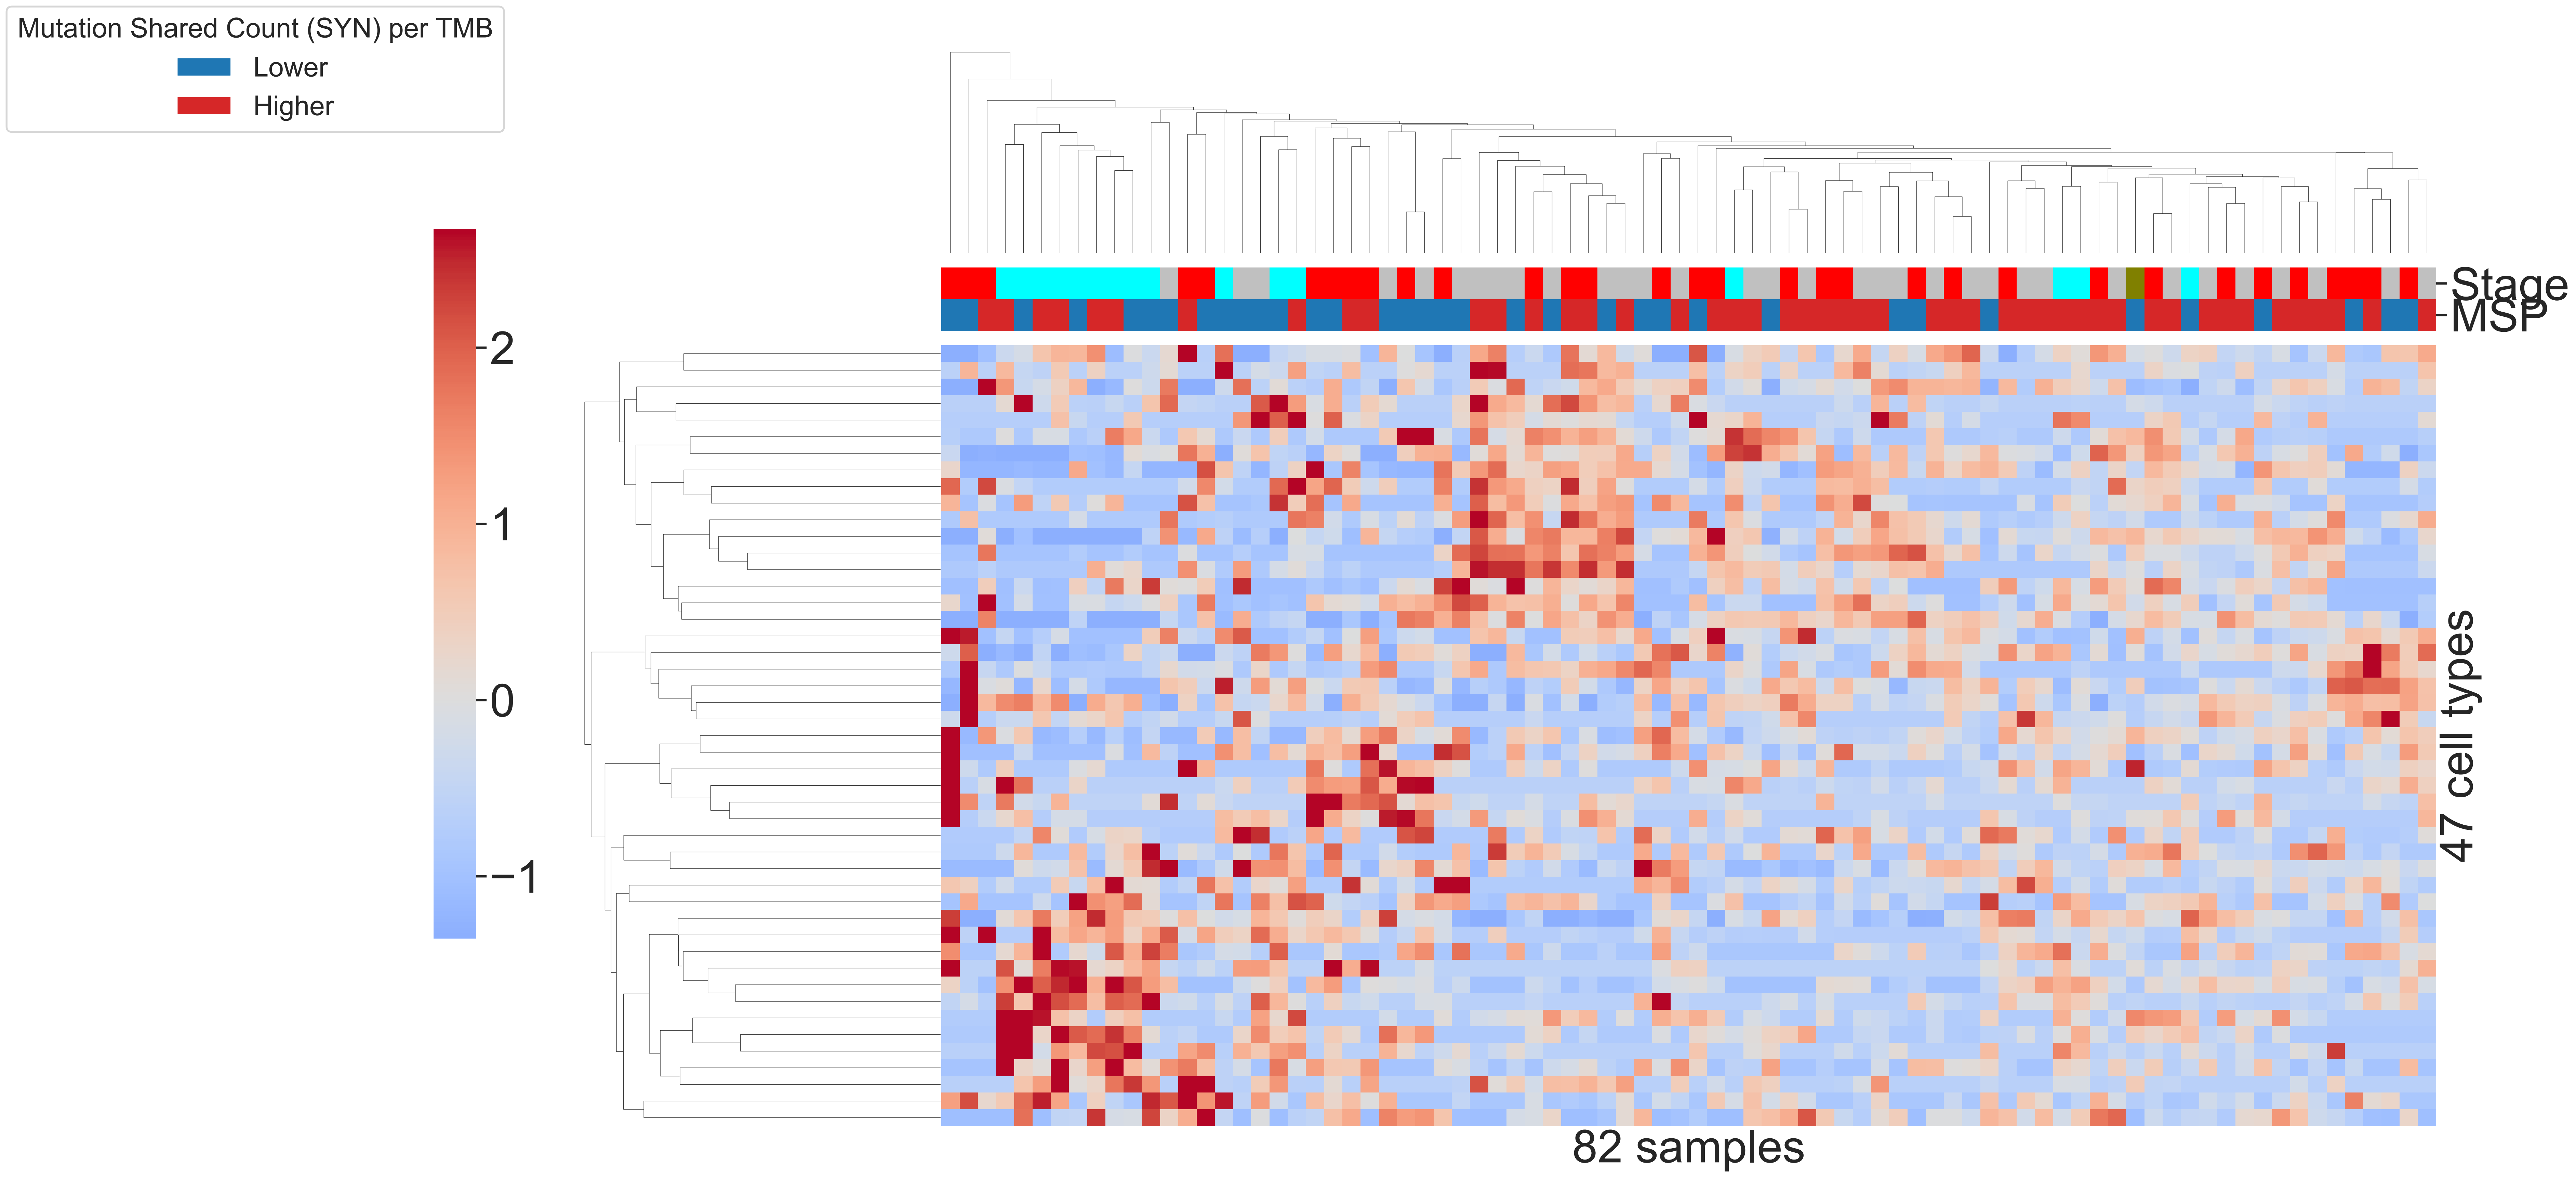 Mutation Shared Count (SYN) per TMB
Lower
Higher
Stage
MSP
2
1
0
−1
47 cell types
82 samples